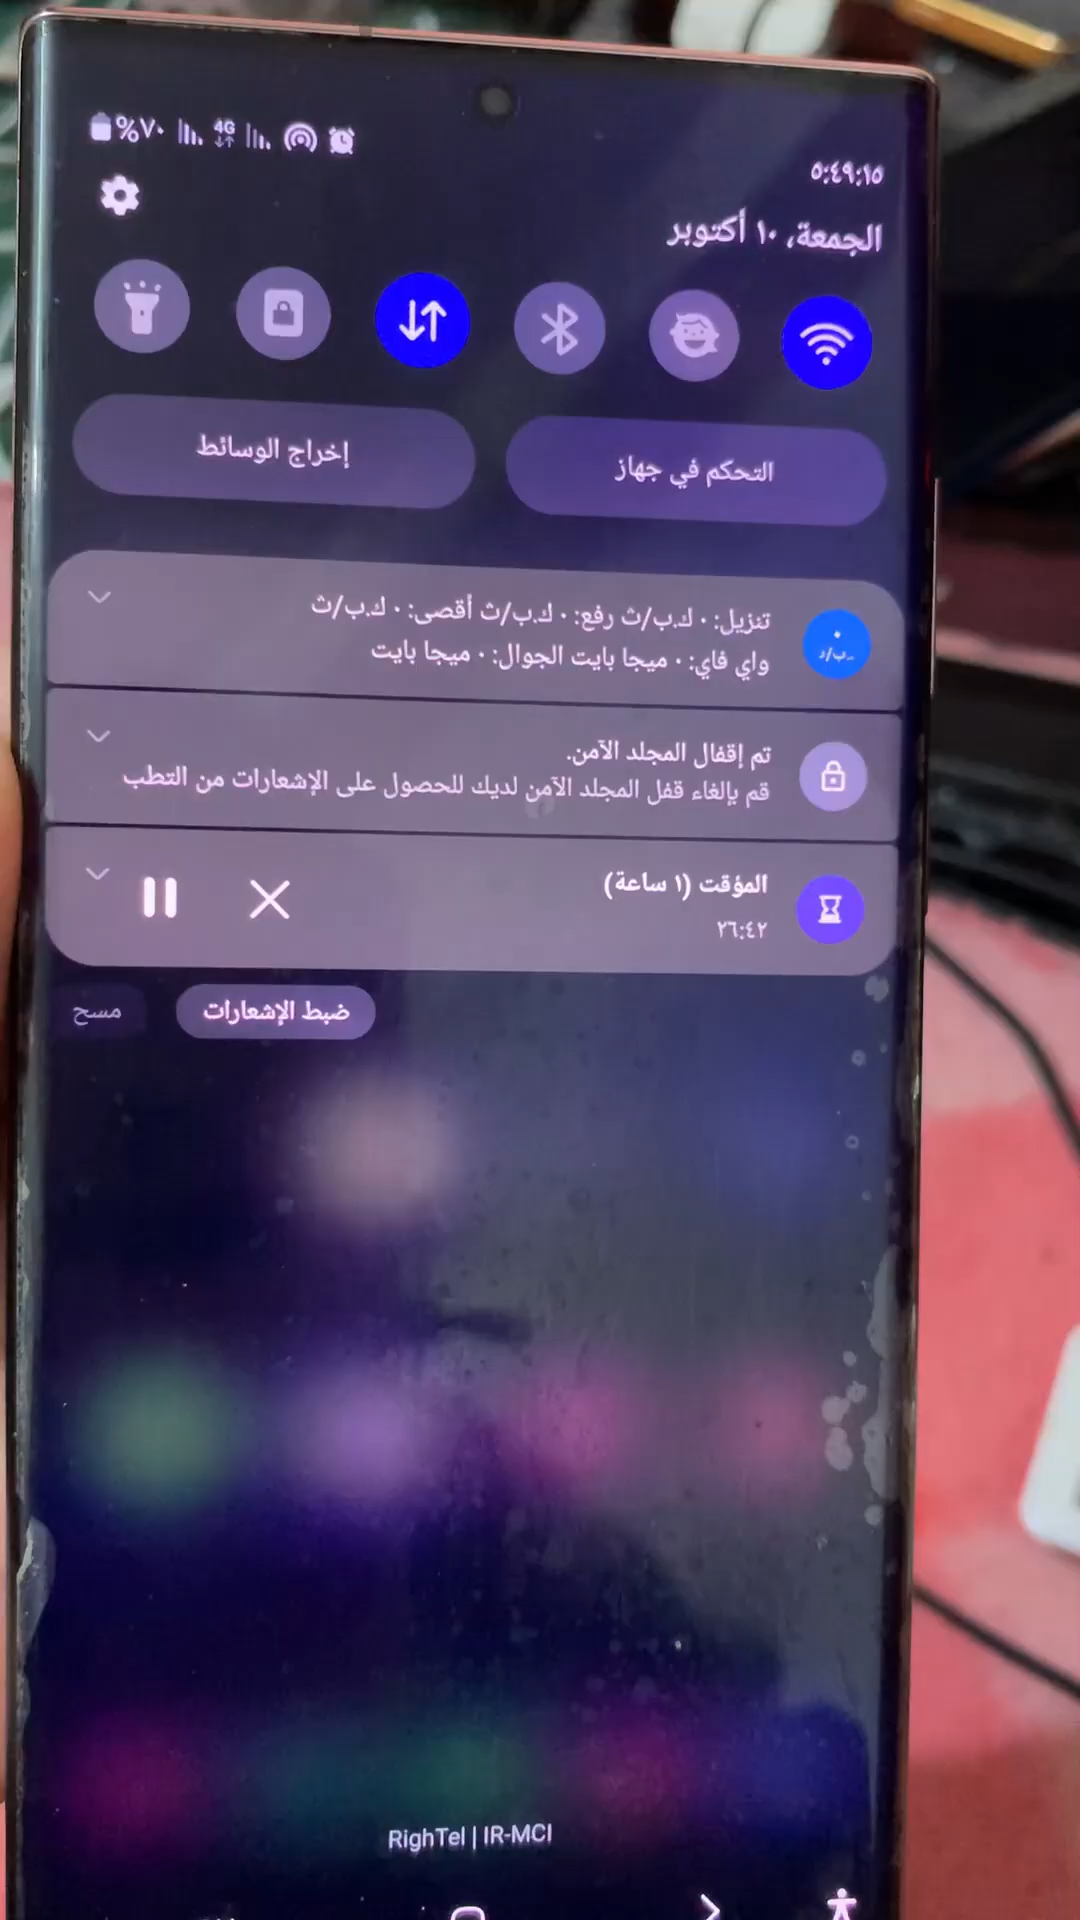 %٧٠ 4G
٥:٤٩:١٥
الجمعة، ١٠ أكتوبر
التحكم في جهاز
إخراج الوسائط
تنزيل: ٠ ك.ب/ث رفع: ٠ ك.ب/ث أقصى: ٠ ك.ب/ث
واي فاي: ٠ ميجا بايت الجوال: ٠ ميجا بايت
تم إقفال المجلد الآمن.
قم بإلغاء قفل المجلد الآمن لديك للحصول على الإشعارات من التطب
المؤقت (١ ساعة)
٢٦:٤٢
ضبط الإشعارات
مسح
RighTel | IR-MCI